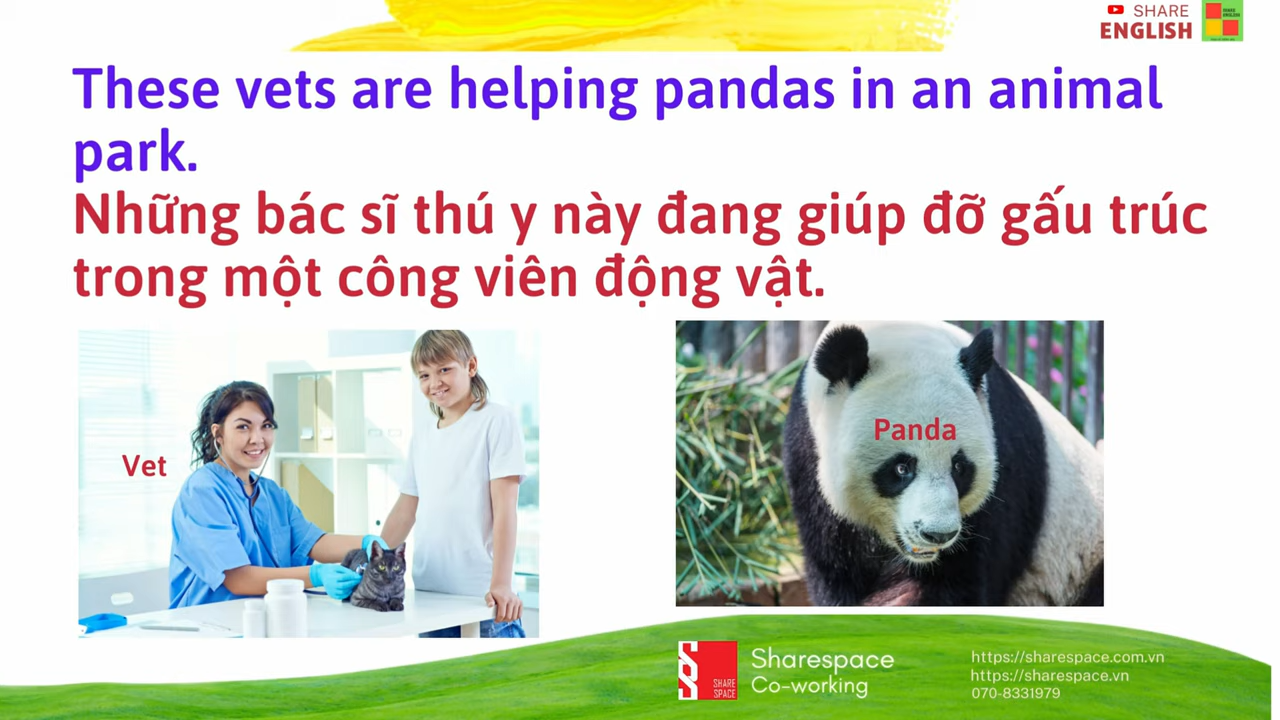 SHARE
ENGLISH
These vets are helping pandas in an animal
park.
Những bác sĩ thú y này đang giúp đỡ gấu trúc
trong một công viên động vật.
Vet
Panda
SHARE
SPACE
Sharespace
Co-working
https://sharespace.com.vn
https://sharespace.vn
070-8331979